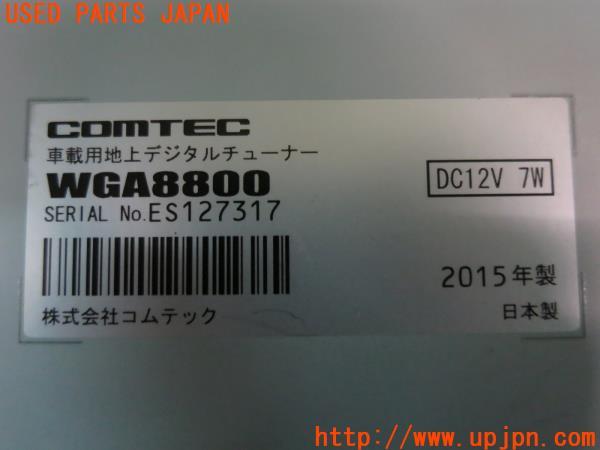 USED PARTS JAPAN
COMTEC
車載用地上デジタルチューナー
WGA8800
DC12V 7W
SERIAL No.ES127317
2015年製
株式会社コムテック
日本製
http://www.upjpn.com